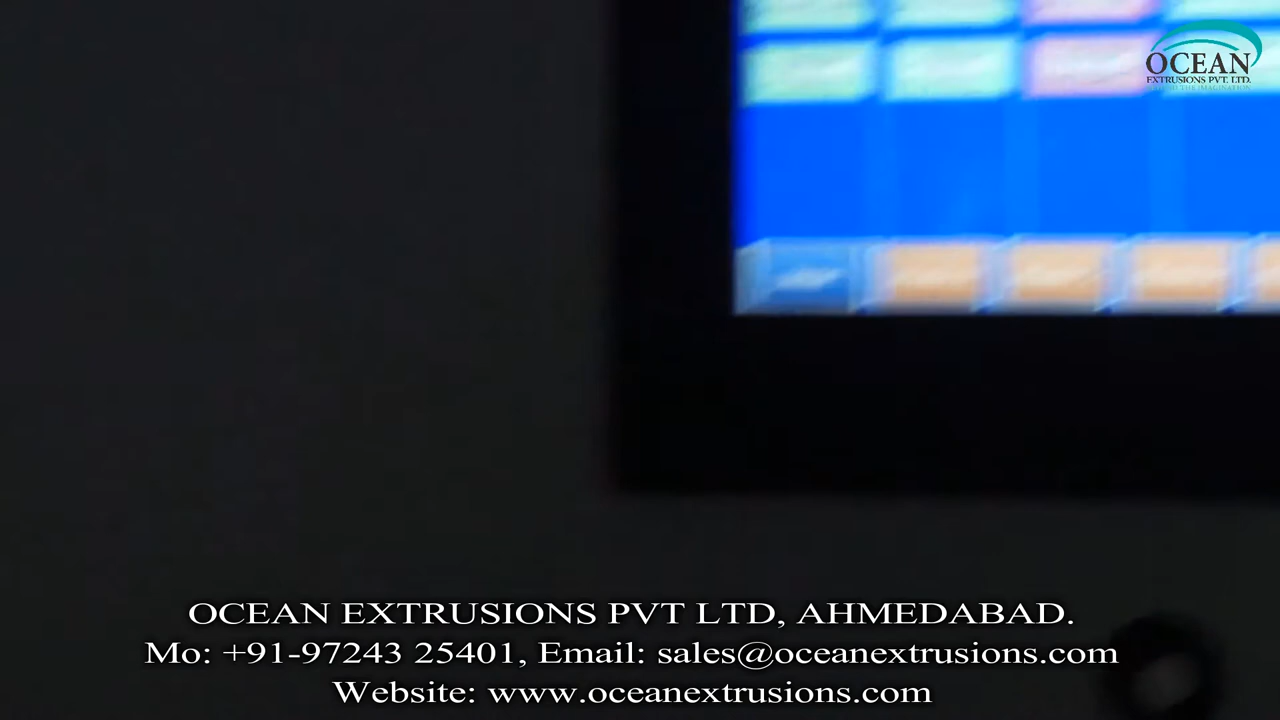 OCEAN
EXTRUSIONS PVT. LTD.
OCEAN EXTRUSIONS PVT LTD, AHMEDABAD.
Mo: +91-97243 25401, Email: sales@oceanextrusions.com
Website: www.oceanextrusions.com